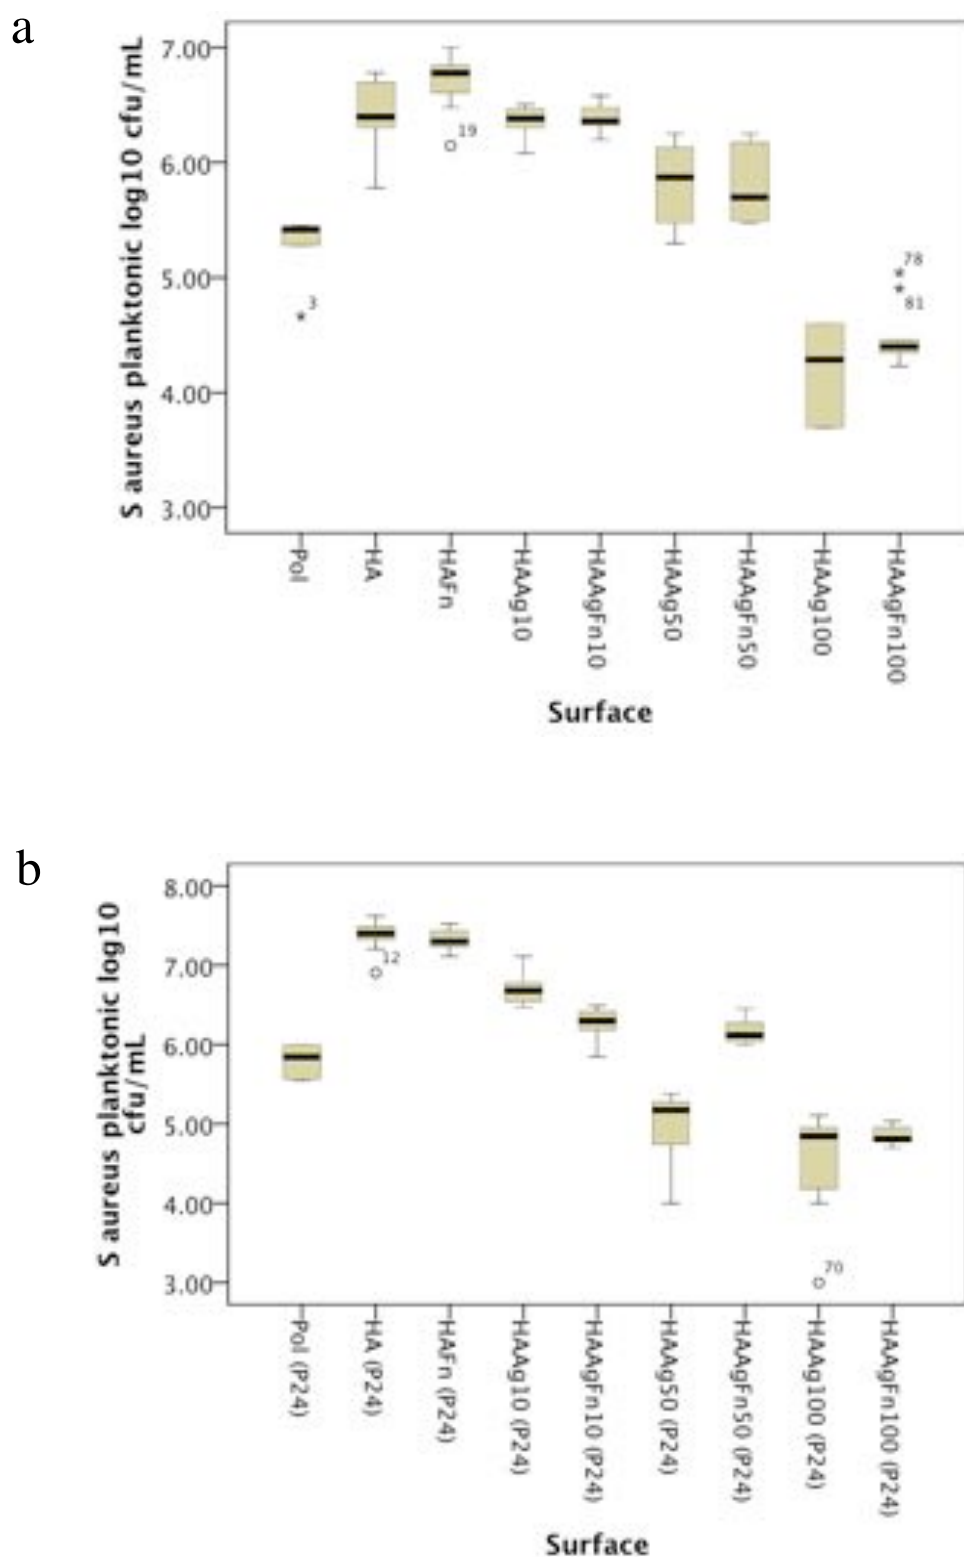 a
S aureus planktonic log10 cfu/mL
7.00
6.00
5.00
4.00
3.00
3
19
78
81
Pol
HA
HAFn
HAAg10
HAAgFn10
HAAg50
HAAgFn50
HAAg100
HAAgFn100
Surface
b
S aureus planktonic log10
cfu/mL
8.00
7.00
6.00
5.00
4.00
3.00
12
70
Pol (P24)
HA (P24)
HAFn (P24)
HAAg10 (P24)
HAAgFn10 (P24)
HAAg50 (P24)
HAAgFn50 (P24)
HAAg100 (P24)
HAAgFn100 (P24)
Surface